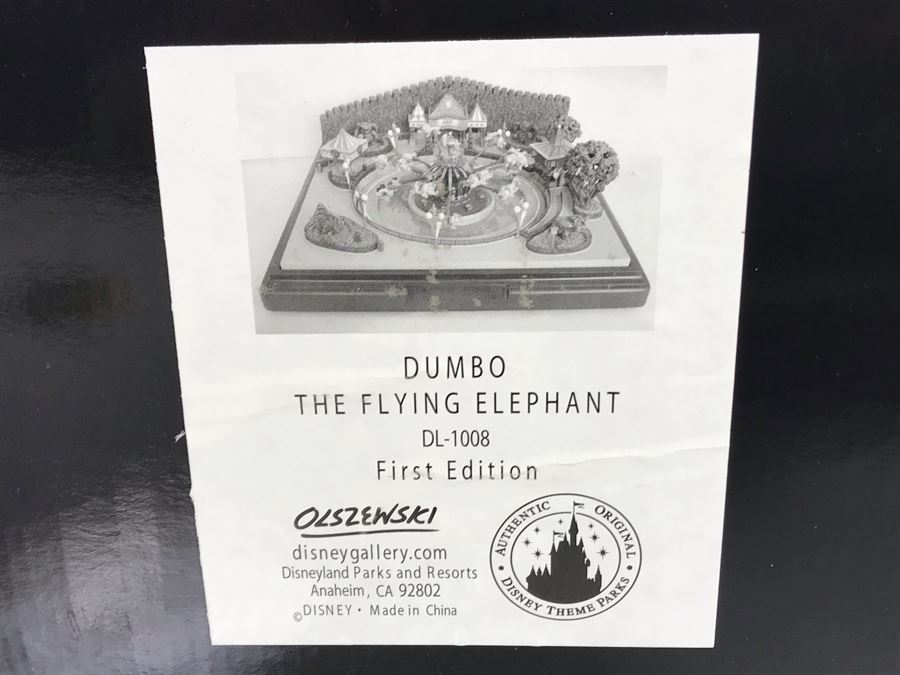 DUMBO
THE FLYING ELEPHANT
DL-1008
First Edition
OLSZEWSKI
disneygallery.com
Disneyland Parks and Resorts
Anaheim, CA 92802
©DISNEY • Made in China
• AUTHENTIC ORIGINAL •
DISNEY THEME PARKS